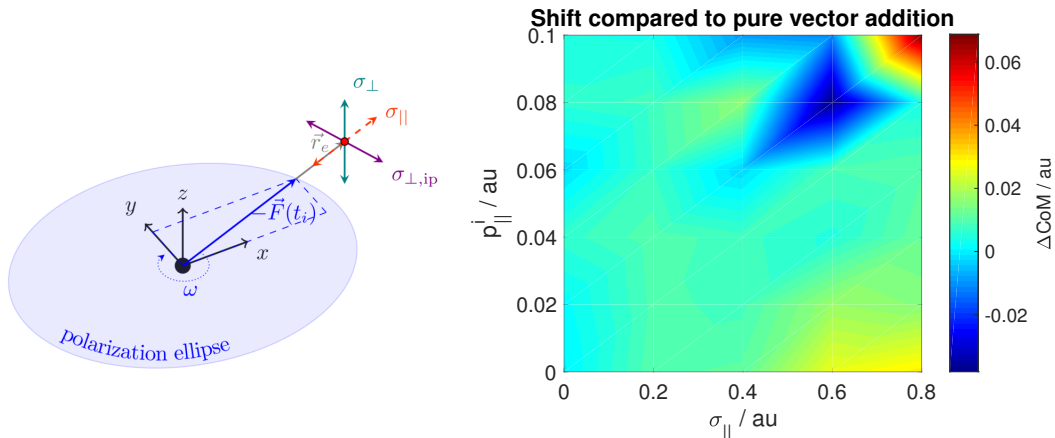 σ⊥
σ||
r⃗e
σ⊥,ip
z
y
−F⃗(ti)
x
ω
polarization ellipse
Shift compared to pure vector addition
0.1
0.08
0.06
0.04
0.02
0
p||^i / au
0 0.2 0.4 0.6 0.8
σ|| / au
0.06
0.04
0.02
0
-0.02
ΔCoM / au